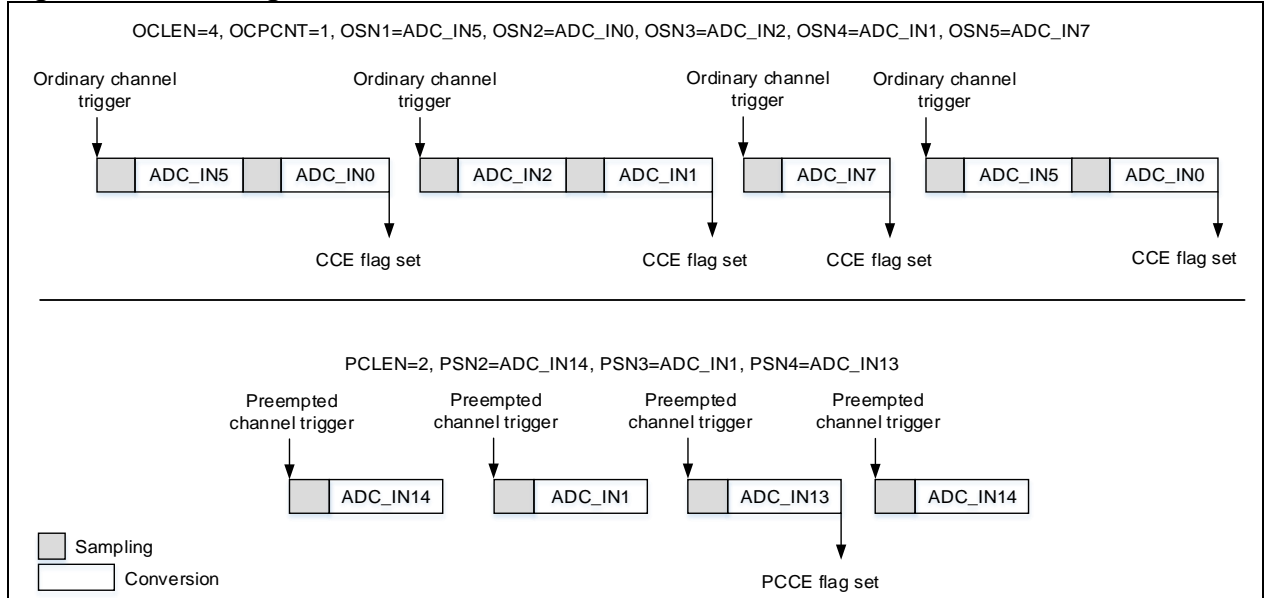 OCLEN=4, OCPCNT=1, OSN1=ADC_IN5, OSN2=ADC_IN0, OSN3=ADC_IN2, OSN4=ADC_IN1, OSN5=ADC_IN7
Ordinary channel
trigger
Ordinary channel
trigger
Ordinary channel
trigger
Ordinary channel
trigger
ADC_IN5
ADC_IN0
ADC_IN2
ADC_IN1
ADC_IN7
ADC_IN5
ADC_IN0
CCE flag set
CCE flag set
CCE flag set
CCE flag set
PCLEN=2, PSN2=ADC_IN14, PSN3=ADC_IN1, PSN4=ADC_IN13
Preempted
channel trigger
Preempted
channel trigger
Preempted
channel trigger
Preempted
channel trigger
ADC_IN14
ADC_IN1
ADC_IN13
ADC_IN14
Sampling
Conversion
PCCE flag set